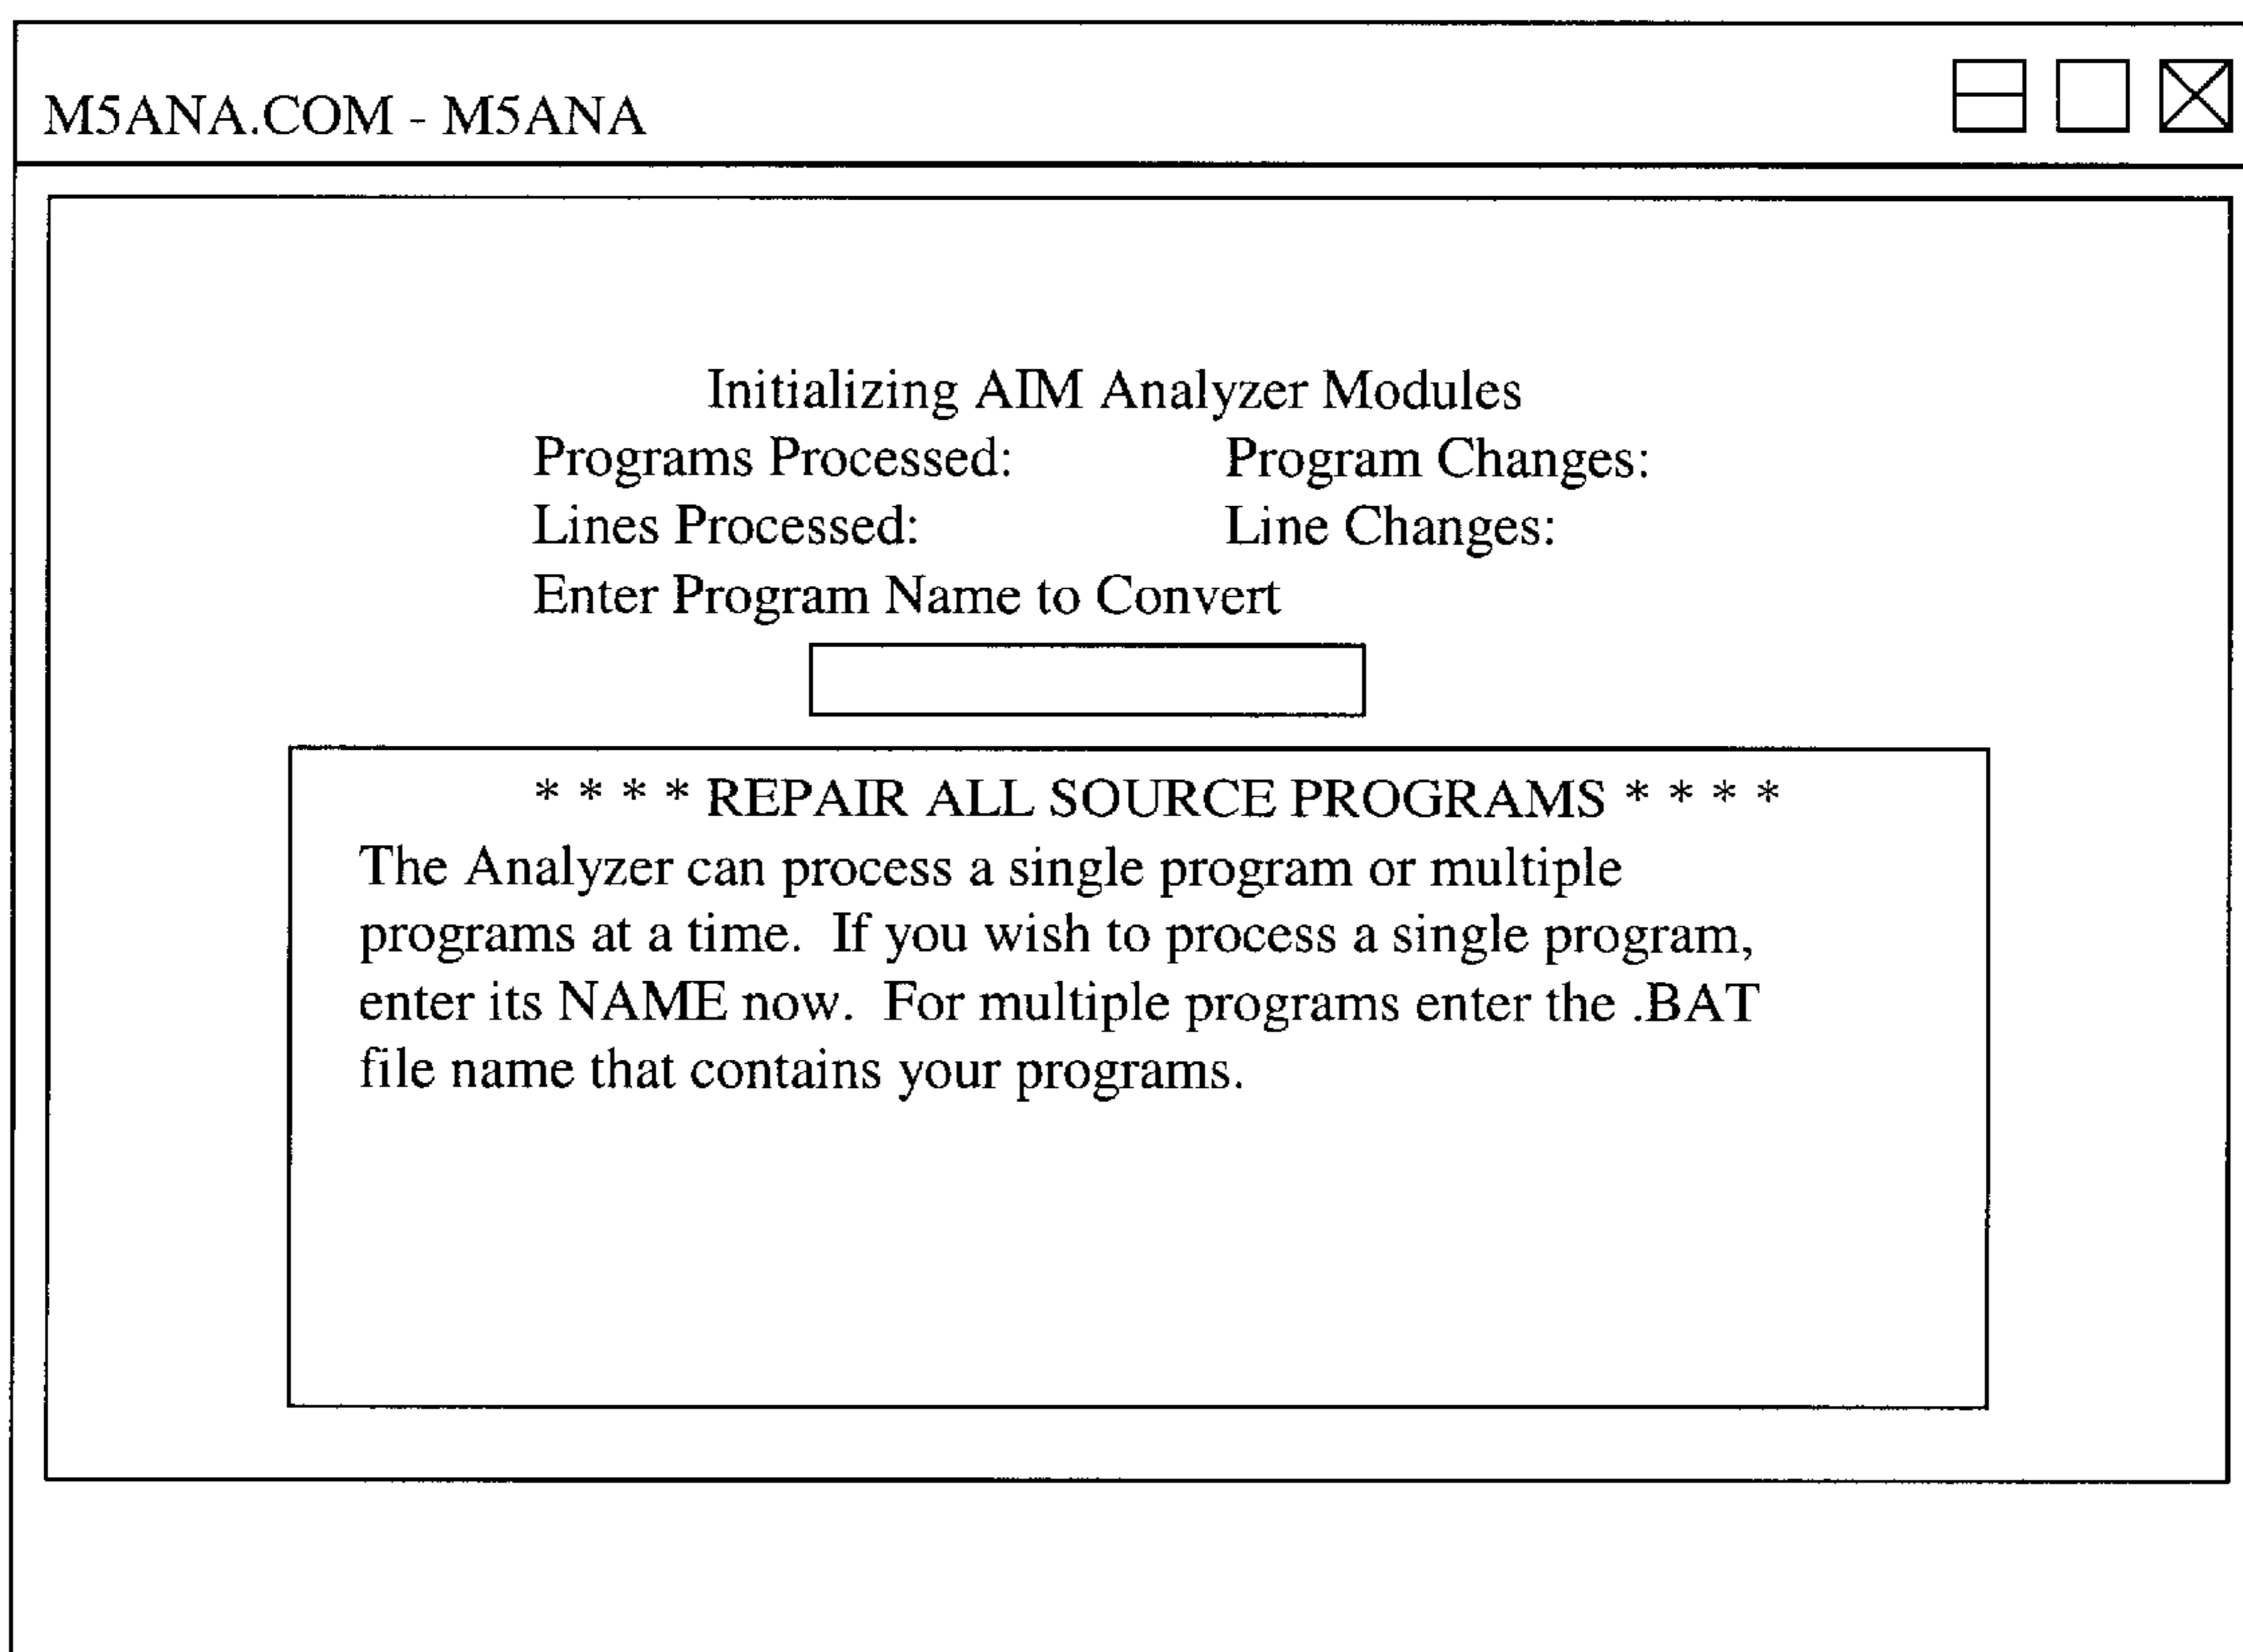 M5ANA.COM - M5ANA
Initializing AIM Analyzer Modules
Programs Processed: Program Changes:
Lines Processed: Line Changes:
Enter Program Name to Convert
* * * * REPAIR ALL SOURCE PROGRAMS * * * *
The Analyzer can process a single program or multiple
programs at a time. If you wish to process a single program,
enter its NAME now. For multiple programs enter the .BAT
file name that contains your programs.